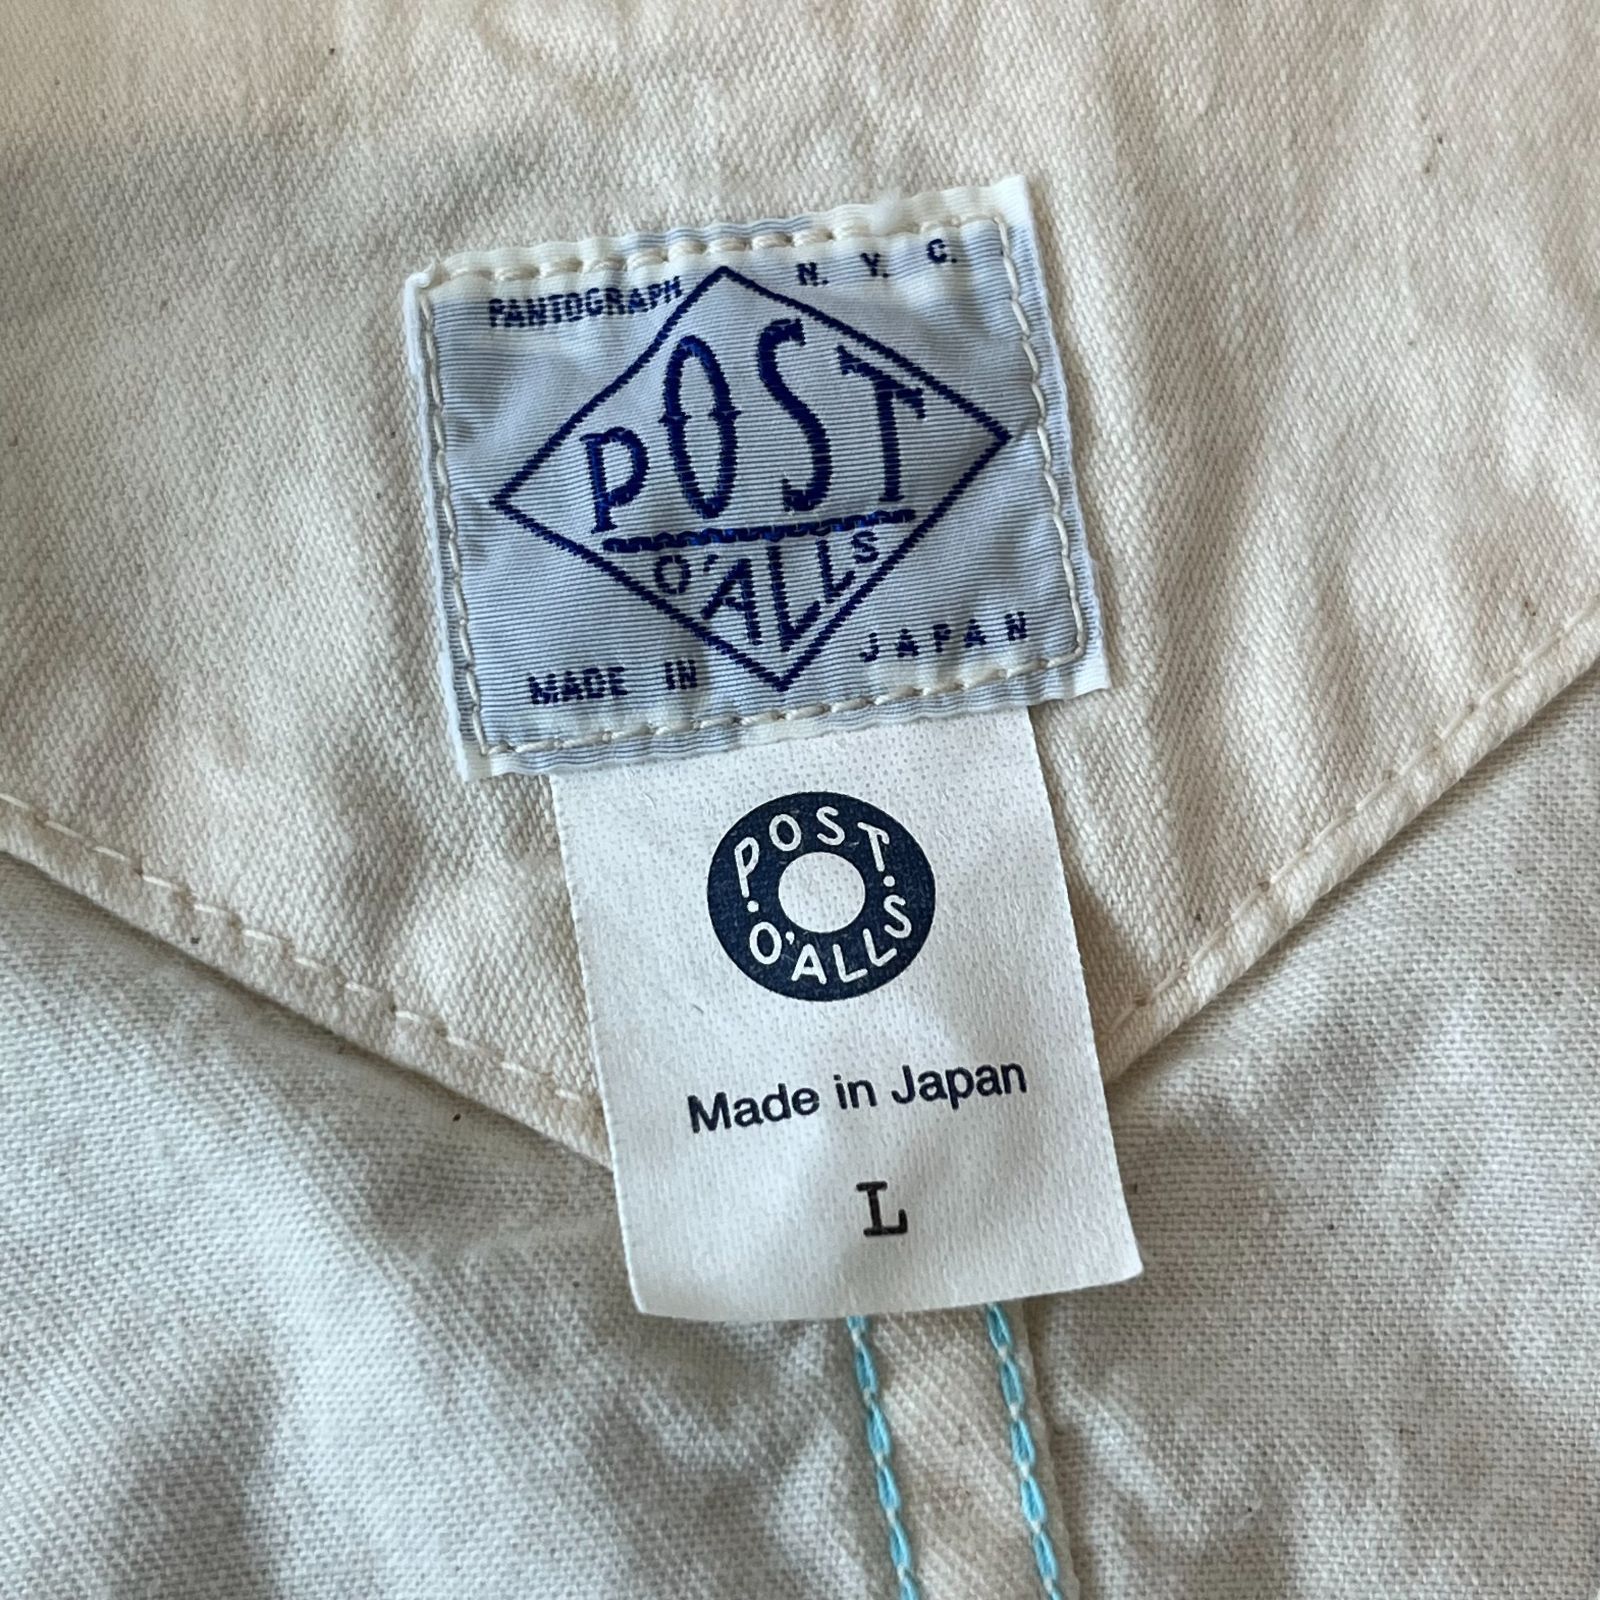 PANTOGRAPH N. Y. C.
POST
O'ALLS
MADE IN JAPAN
POST.
O'ALLS.
Made in Japan
L